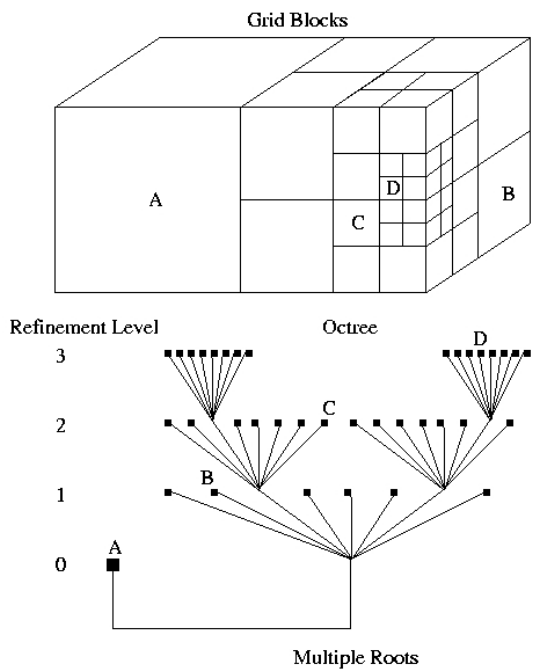 Grid Blocks
A
B
C
D
Refinement Level
Octree
3
D
2
C
1
B
0
A
Multiple Roots